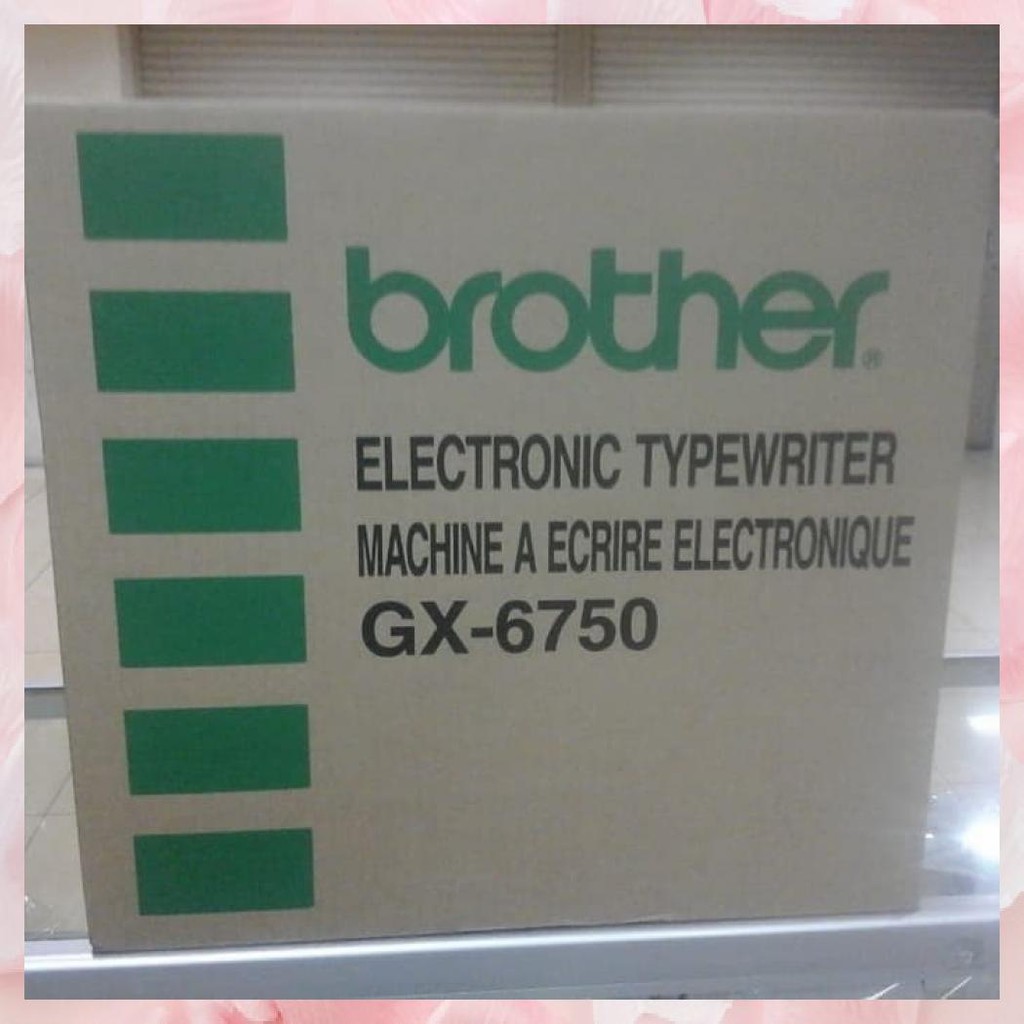 brother®
ELECTRONIC TYPEWRITER
MACHINE A ECRIRE ELECTRONIQUE
GX-6750